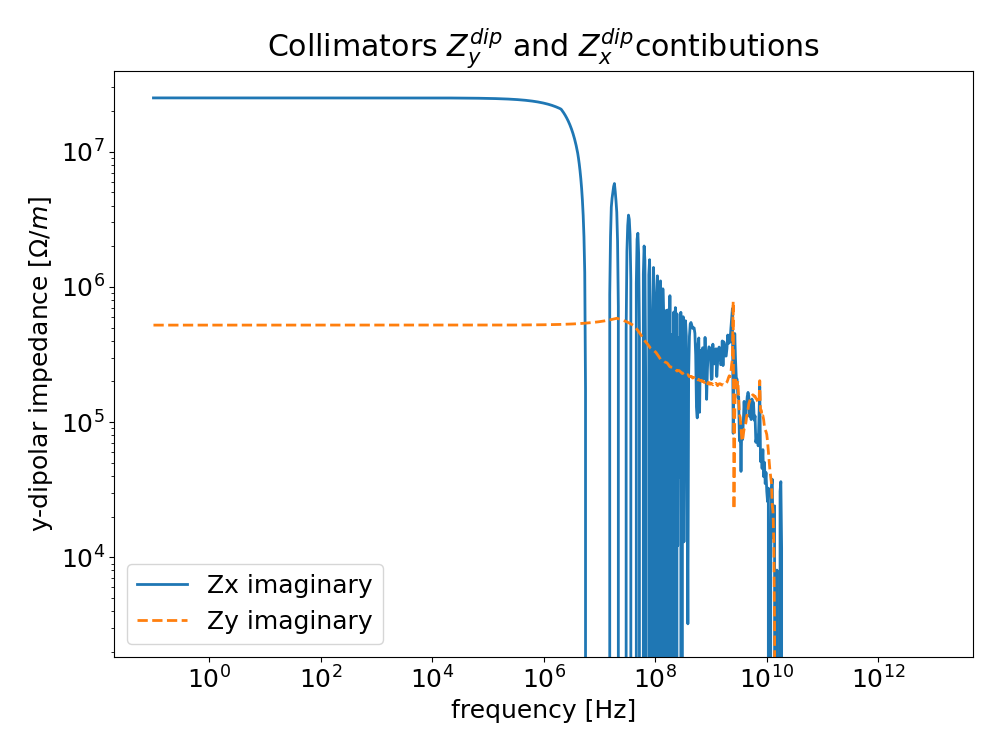 Collimators $Z_y^{dip}$ and $Z_x^{dip}$contibutions
y-dipolar impedance [Ω/m]
10^7
10^6
10^5
10^4
Zx imaginary
Zy imaginary
10^0 10^2 10^4 10^6 10^8 10^10 10^12
frequency [Hz]